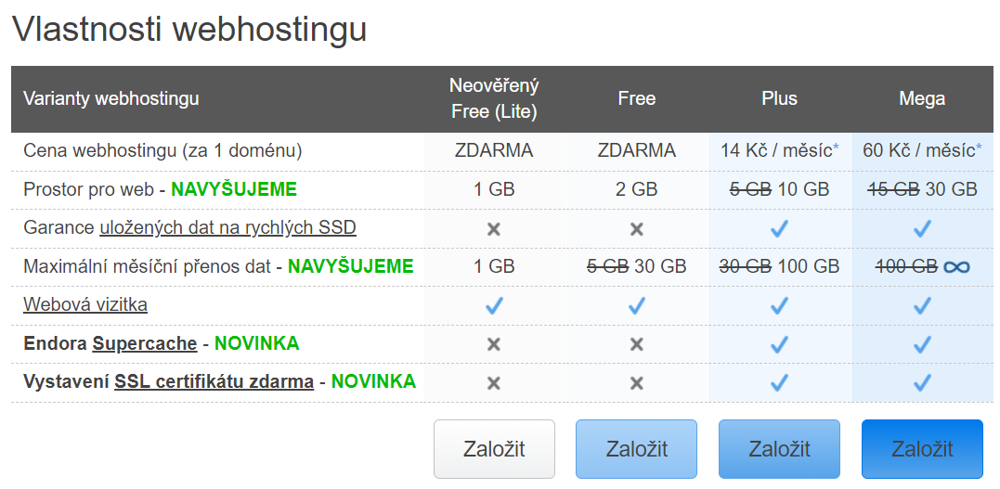 Vlastnosti webhostingu
Varianty webhostingu Neověřený Free (Lite) Free Plus Mega
Cena webhostingu (za 1 doménu) ZDARMA ZDARMA 14 Kč / měsíc* 60 Kč / měsíc*
Prostor pro web - NAVYŠUJEME 1 GB 2 GB 5 GB 10 GB 15 GB 30 GB
Garance uložených dat na rychlých SSD
Maximální měsíční přenos dat - NAVYŠUJEME 1 GB 5 GB 30 GB 30 GB 100 GB 100 GB ∞
Webová vizitka
Endora Supercache - NOVINKA
Vystavení SSL certifikátu zdarma - NOVINKA
Založit Založit Založit Založit